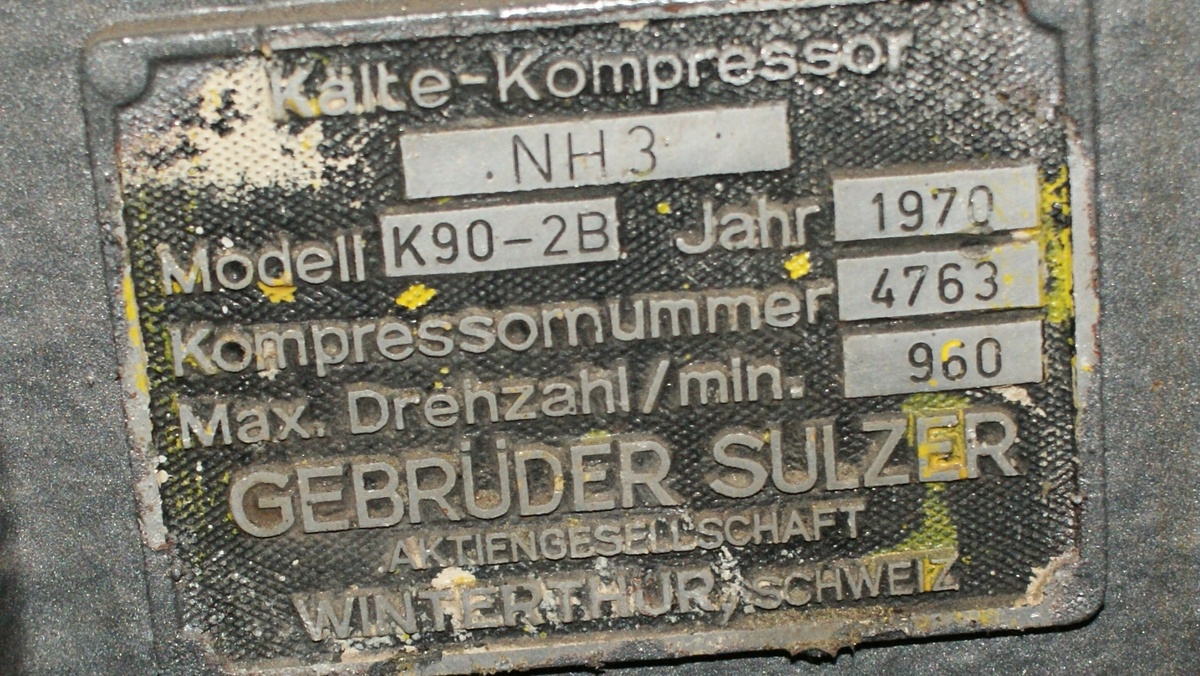 Kälte-Kompressor
NH3
Modell K90-2B Jahr 1970
Kompressornummer 4763
Max. Drehzahl/min. 960
GEBRÜDER SULZER
AKTIENGESELLSCHAFT
WINTERTHUR, SCHWEIZ